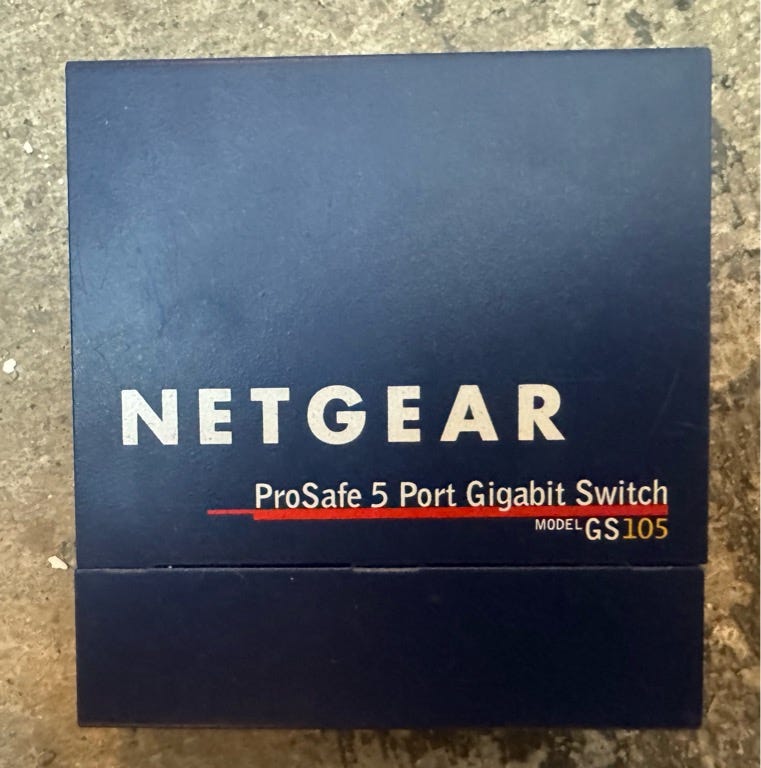 NETGEAR
ProSafe 5 Port Gigabit Switch
MODEL GS105